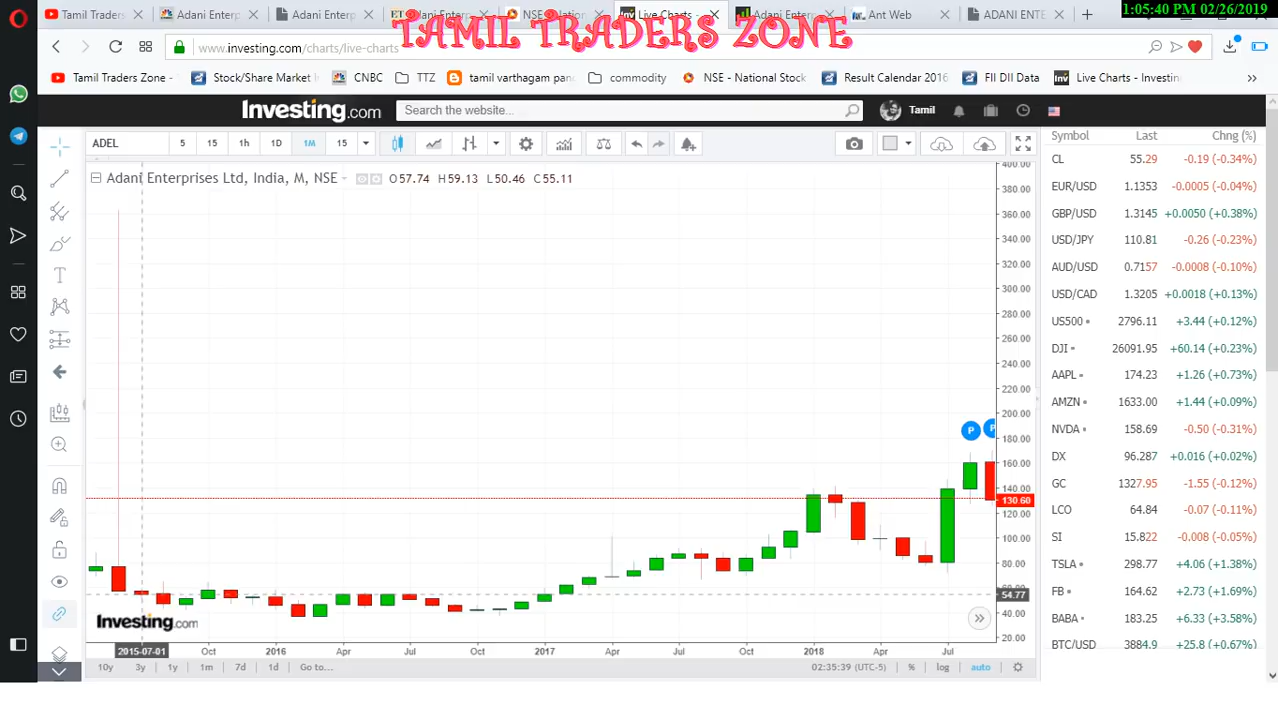 Tamil Traders
Adani Enterp
Adani Enterp
ET
NSE
Live Charts
Adani Enter
Ant Web
ADANI ENTE
1:05:40 PM 02/26/2019
TAMIL TRADERS ZONE
www.investing.com/charts/live-charts
Tamil Traders Zone -
Stock/Share Market I
CNBC
TTZ
tamil varthagam pan
commodity
NSE - National Stock
Result Calendar 2016
FII DII Data
Live Charts - Investin
»
Investing.com
Search the website...
Tamil
ADEL
5
15
1h
1D
1M
15
Adani Enterprises Ltd, India, M, NSE
O57.74 H59.13 L50.46 C55.11
400.00
380.00
360.00
340.00
320.00
300.00
280.00
260.00
240.00
220.00
200.00
180.00
160.00
140.00
130.60
120.00
100.00
80.00
60.00
54.77
40.00
20.00
P
P
Investing.com
2015-07-01
Oct
2016
Apr
Jul
Oct
2017
Apr
Jul
Oct
2018
Apr
Jul
10y
3y
1y
1m
7d
1d
Go to...
02:35:39 (UTC-5)
%
log
auto
Symbol Last Chng (%)
CL 55.29 -0.19 (-0.34%)
EUR/USD 1.1353 -0.0005 (-0.04%)
GBP/USD 1.3145 +0.0050 (+0.38%)
USD/JPY 110.81 -0.26 (-0.23%)
AUD/USD 0.7157 -0.0008 (-0.10%)
USD/CAD 1.3205 +0.0018 (+0.13%)
US500 2796.11 +3.44 (+0.12%)
DJI 26091.95 +60.14 (+0.23%)
AAPL 174.23 +1.26 (+0.73%)
AMZN 1633.00 +1.44 (+0.09%)
NVDA 158.69 -0.50 (-0.31%)
DX 96.287 +0.016 (+0.02%)
GC 1327.95 -1.55 (-0.12%)
LCO 64.84 -0.07 (-0.11%)
SI 15.822 -0.008 (-0.05%)
TSLA 298.77 +4.06 (+1.38%)
FB 164.62 +2.73 (+1.69%)
BABA 183.25 +6.33 (+3.58%)
BTC/USD 3884.9 +25.8 (+0.67%)